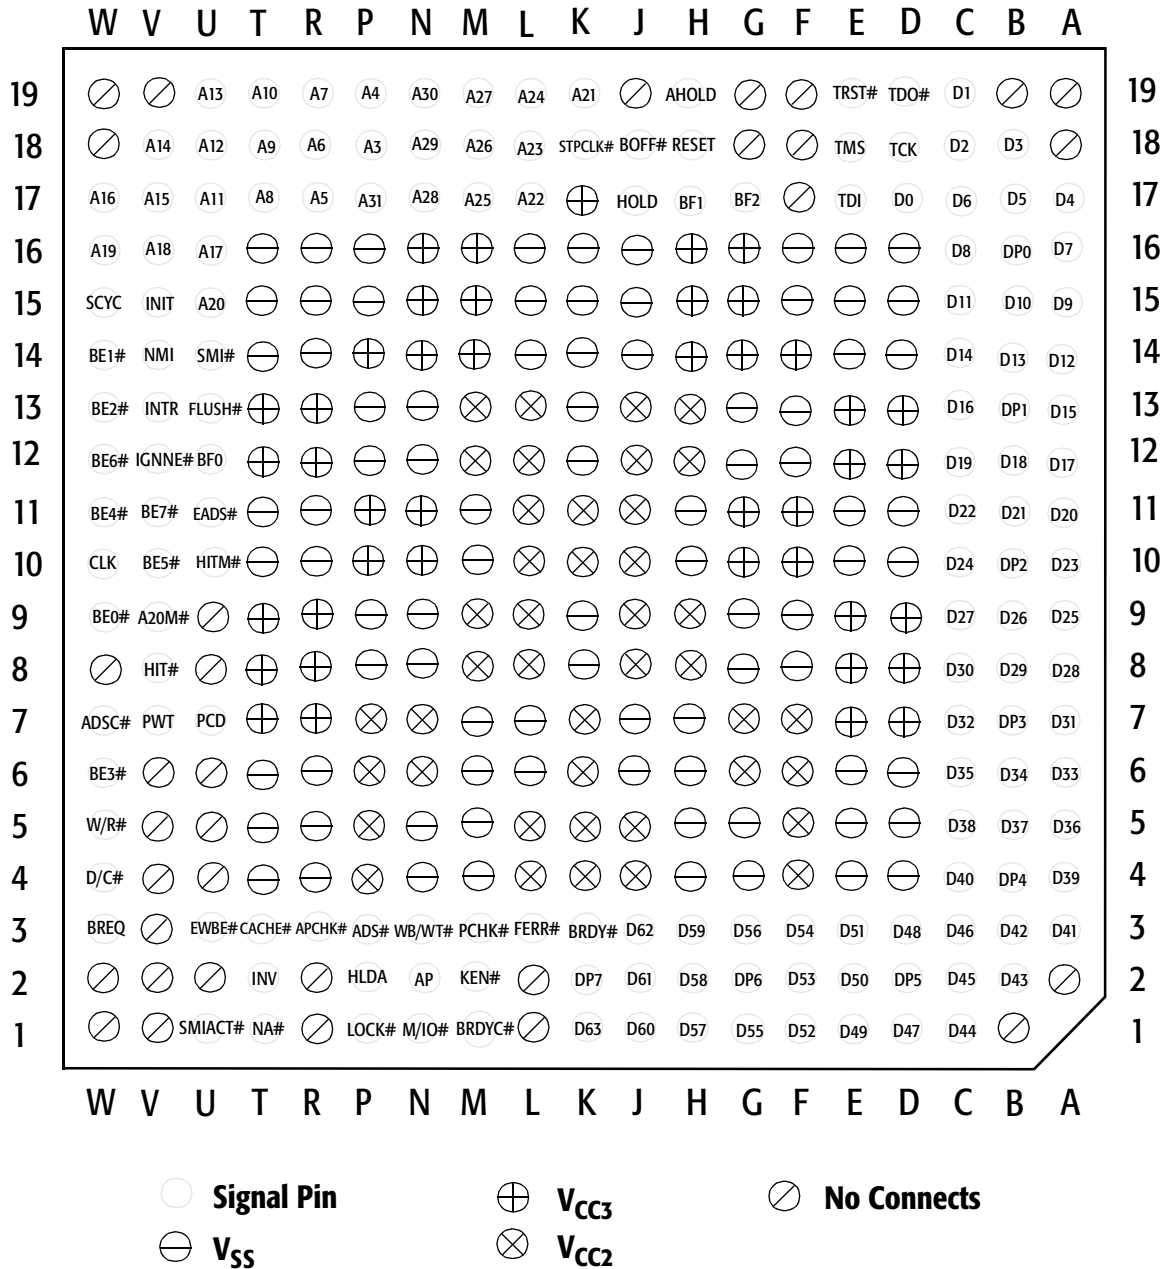 W V U T R P N M L K J H G F E D C B A
19 A13 A10 A7 A4 A30 A27 A24 A21 AHOLD TRST# TDO# D1 19
18 A14 A12 A9 A6 A3 A29 A26 A23 STPCLK# BOFF# RESET TMS TCK D2 D3 18
17 A16 A15 A11 A8 A5 A31 A28 A25 A22 HOLD BF1 BF2 TDI D0 D6 D5 D4 17
16 A19 A18 A17 D8 DP0 D7 16
15 SCYC INIT A20 D11 D10 D9 15
14 BE1# NMI SMI# D14 D13 D12 14
13 BE2# INTR FLUSH# D16 DP1 D15 13
12 BE6# IGNNE# BF0 D19 D18 D17 12
11 BE4# BE7# EADS# D22 D21 D20 11
10 CLK BE5# HITM# D24 DP2 D23 10
9 BE0# A20M# D27 D26 D25 9
8 HIT# D30 D29 D28 8
7 ADSC# PWT PCD D32 DP3 D31 7
6 BE3# D35 D34 D33 6
5 W/R# D38 D37 D36 5
4 D/C# D40 DP4 D39 4
3 BREQ EWBE# CACHE# APCHK# ADS# WB/WT# PCHK# FERR# BRDY# D62 D59 D56 D54 D51 D48 D46 D42 D41 3
2 INV HLDA AP KEN# DP7 D61 D58 DP6 D53 D50 DP5 D45 D43 2
1 SMIACT# NA# LOCK# M/IO# BRDYC# D63 D60 D57 D55 D52 D49 D47 D44 1
W V U T R P N M L K J H G F E D C B A
Signal Pin VCC3 No Connects
VSS VCC2